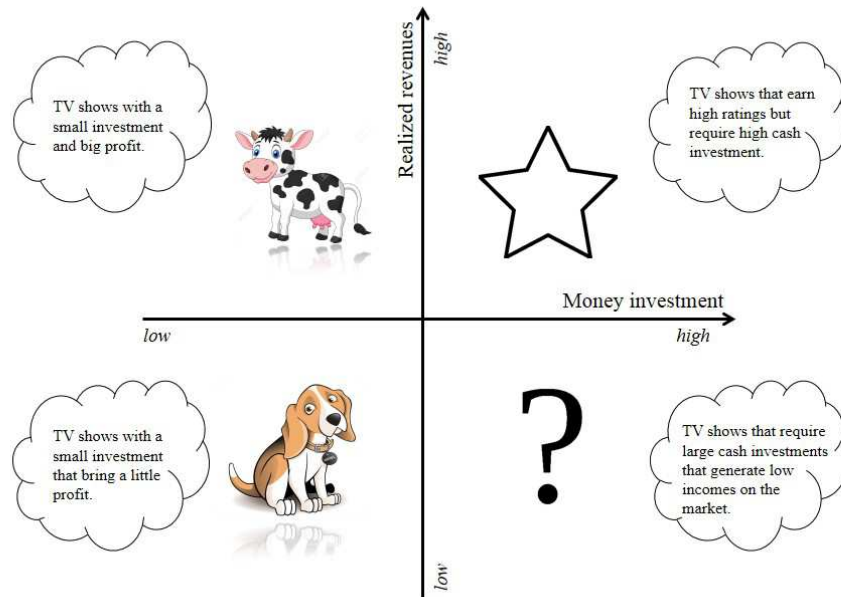 high
Realized revenues
TV shows with a
small investment
and big profit.
TV shows that earn
high ratings but
require high cash
investment.
Money investment
low
high
TV shows with a
small investment
that bring a little
profit.
?
TV shows that require
large cash investments
that generate low
incomes on the
market.
low